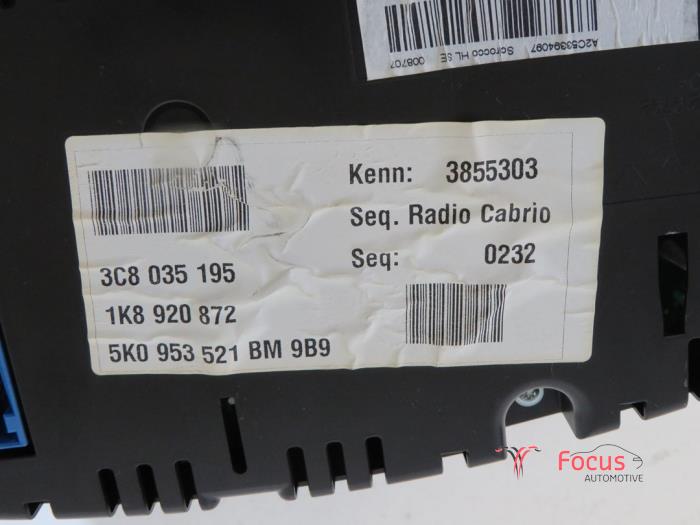 A2C53394097
Scirocco HL SE 008707
Kenn: 3855303
Seq. Radio Cabrio
Seq: 0232
3C8 035 195
1K8 920 872
5K0 953 521 BM 9B9
Focus
AUTOMOTIVE